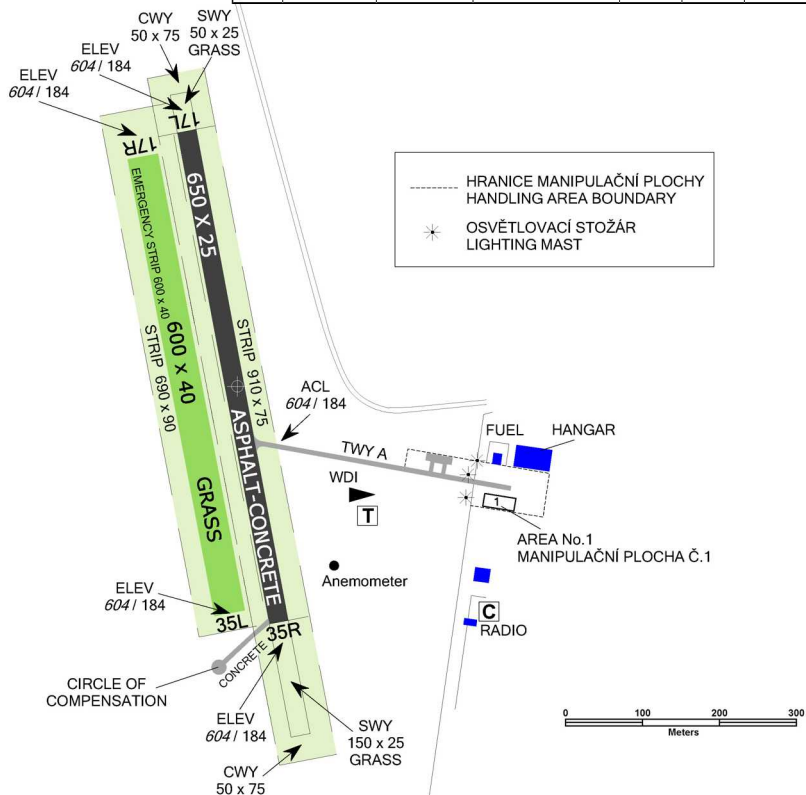 CWY
50 x 75
SWY
50 x 25
GRASS
ELEV
604 / 184
ELEV
604 / 184
17L
17R
HRANICE MANIPULAČNÍ PLOCHY
HANDLING AREA BOUNDARY
OSVĚTLOVACÍ STOŽÁR
LIGHTING MAST
650 X 25
EMERGENCY STRIP 600 x 40
600 x 40
STRIP 690 x 90
STRIP 910 x 75
ASPHALT-CONCRETE
GRASS
ACL
604 / 184
TWY A
FUEL
HANGAR
WDI
T
1
AREA No.1
MANIPULAČNÍ PLOCHA Č.1
Anemometer
ELEV
604 / 184
35L
35R
C
RADIO
CONCRETE
CIRCLE OF
COMPENSATION
ELEV
604 / 184
SWY
150 x 25
GRASS
CWY
50 x 75
0 100 200 300
Meters